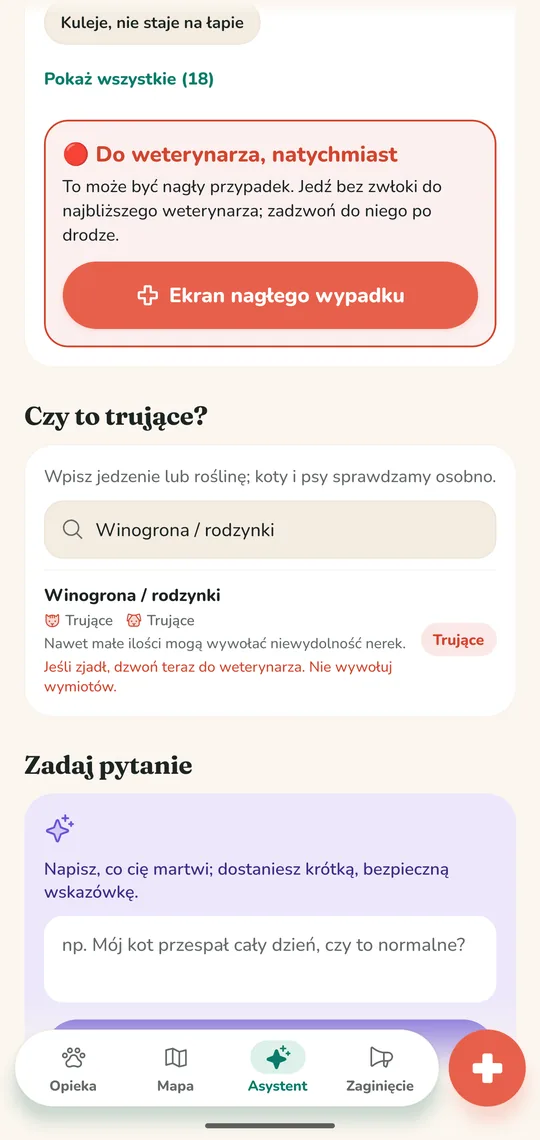 Kuleje, nie staje na łapie
Pokaż wszystkie (18)
Do weterynarza, natychmiast
To może być nagły przypadek. Jedź bez zwłoki do
najbliższego weterynarza; zadzwoń do niego po
drodze.
Ekran nagłego wypadku
Czy to trujące?
Wpisz jedzenie lub roślinę; koty i psy sprawdzamy osobno.
Winogrona / rodzynki
Winogrona / rodzynki
Trujące Trujące
Nawet małe ilości mogą wywołać niewydolność nerek.
Trujące
Jeśli zjadł, dzwoń teraz do weterynarza. Nie wywołuj
wymiotów.
Zadaj pytanie
Napisz, co cię martwi; dostaniesz krótką, bezpieczną
wskazówkę.
np. Mój kot przespał cały dzień, czy to normalne?
Opieka Mapa Asystent Zaginięcie